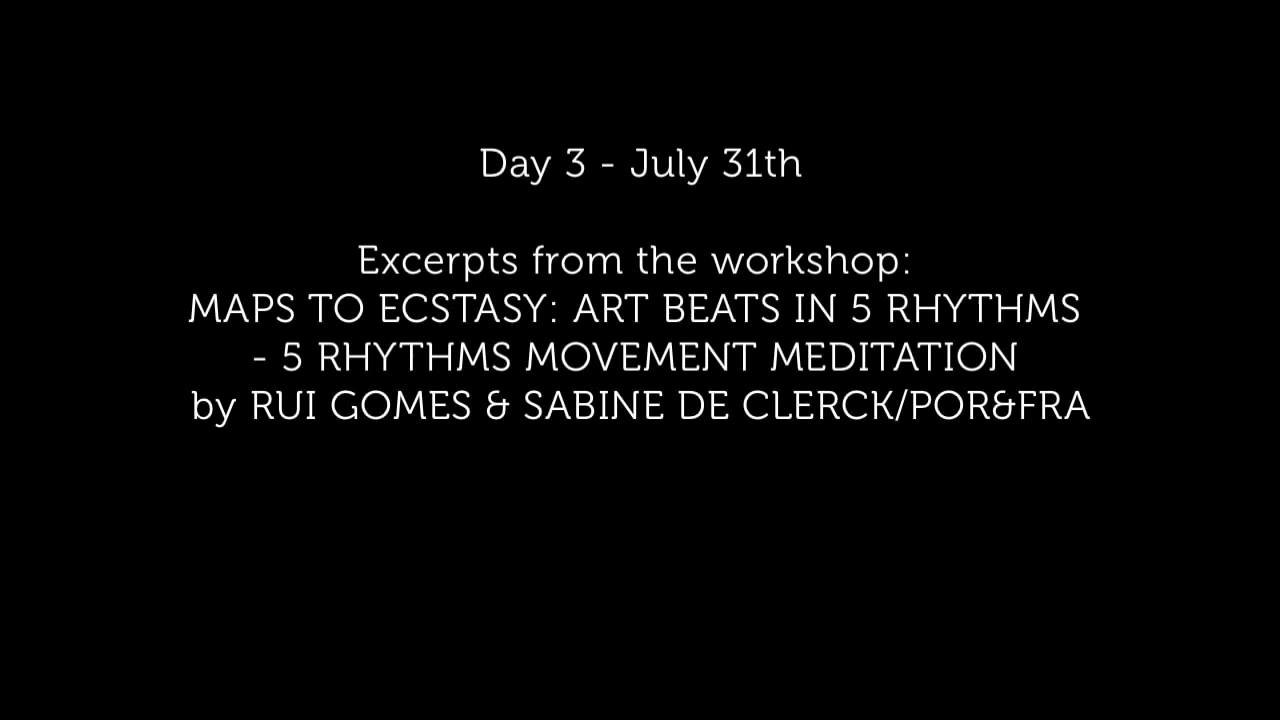 Day 3 - July 31th
Excerpts from the workshop:
MAPS TO ECSTASY: ART BEATS IN 5 RHYTHMS
- 5 RHYTHMS MOVEMENT MEDITATION
by RUI GOMES & SABINE DE CLERCK/POR&FRA